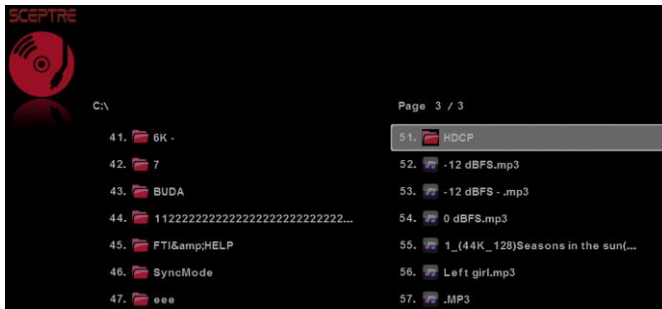 SCEPTRE
C:\
Page 3 / 3
41. 6K -
42. 7
43. BUDA
44. 1122222222222222222222222222...
45. FTI&amp;HELP
46. SyncMode
47. eee
51. HDCP
52. -12 dBFS.mp3
53. -12 dBFS - .mp3
54. 0 dBFS.mp3
55. 1_(44K_128)Seasons in the sun(...
56. Left girl.mp3
57. .MP3